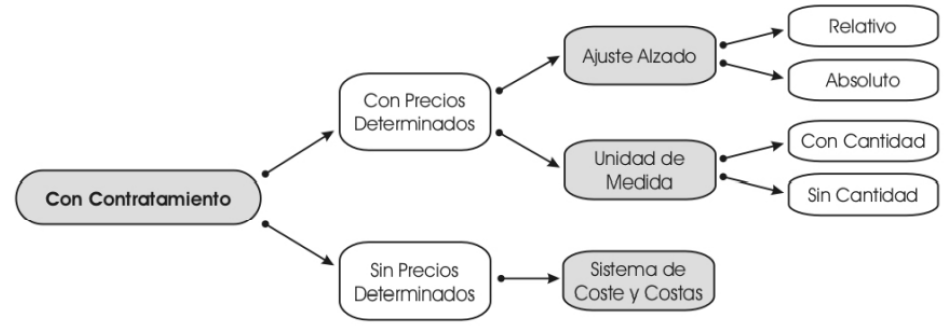 Con Contratamiento
Con Precios
Determinados
Ajuste Alzado
Relativo
Absoluto
Unidad de
Medida
Con Cantidad
Sin Cantidad
Sin Precios
Determinados
Sistema de
Coste y Costas